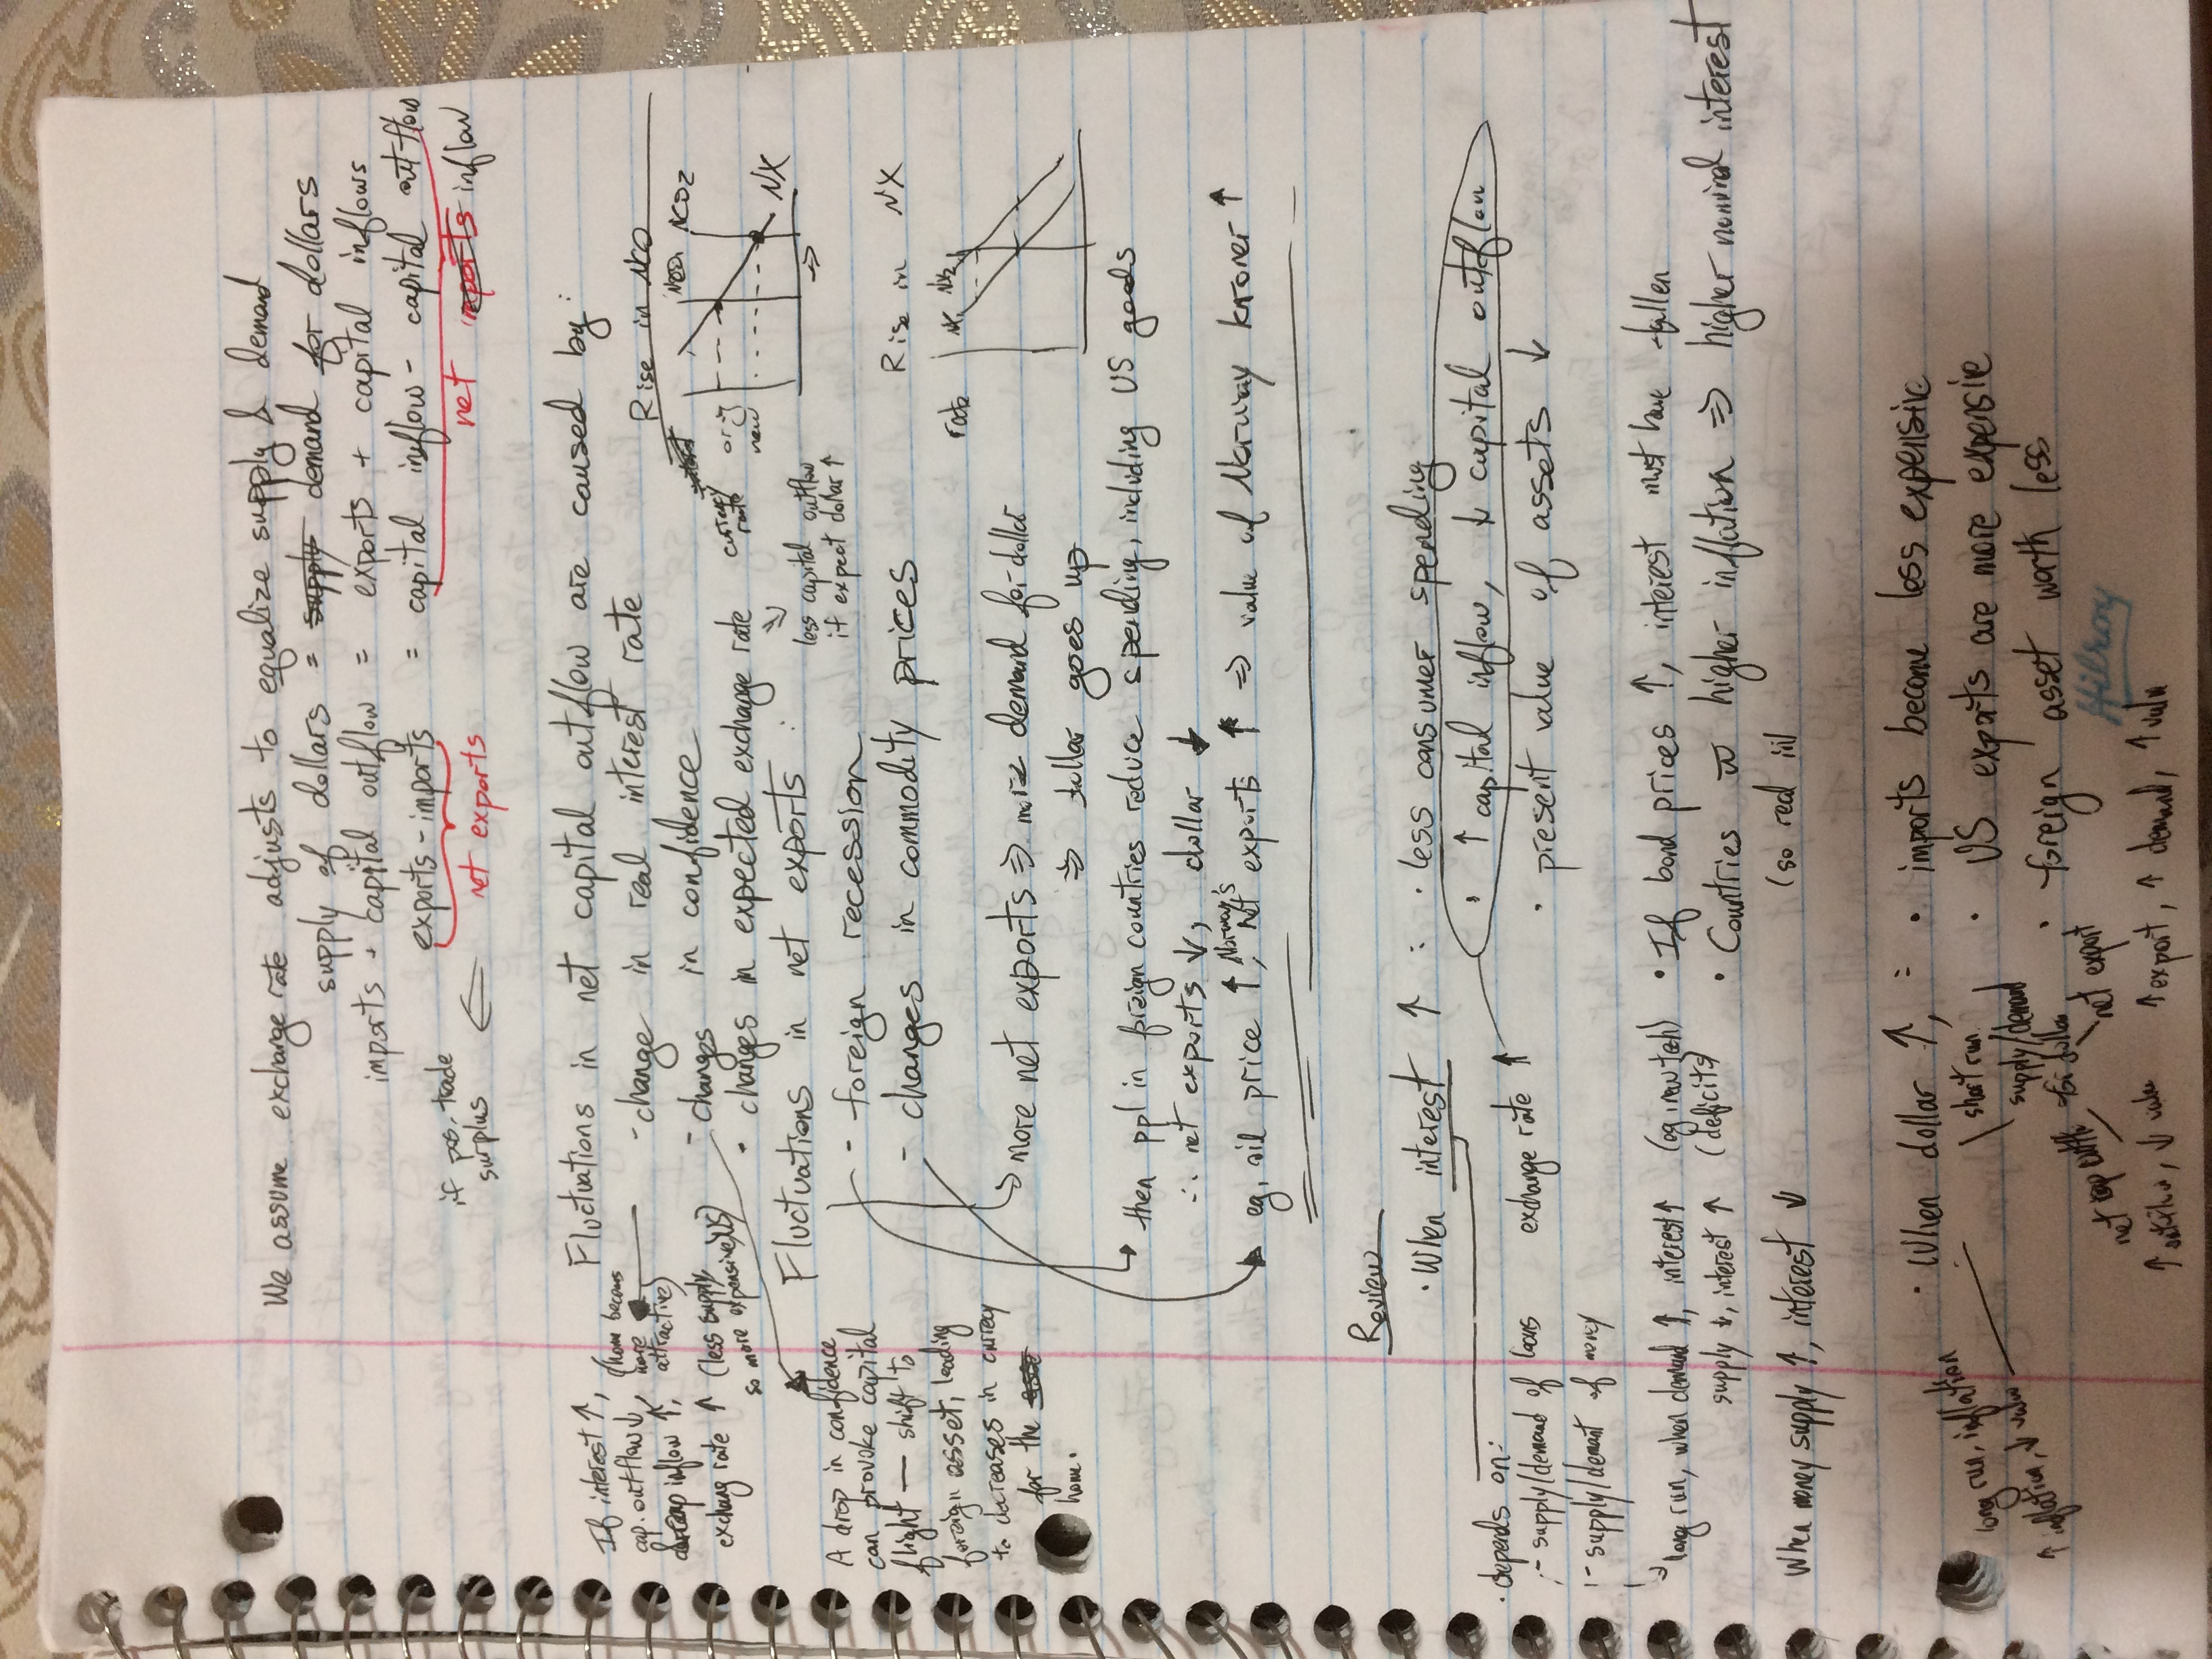 We assume exchange rate adjusts to equalize supply & demand
supply of dollars = supply demand for dollars
imports + capital outflow = exports + capital inflows
exports - imports = capital inflow - capital outflow
net exports
net imports inflow
if pos. trade
surplus
Fluctuations in net capital outflow are caused by:
- change in real interest rate
- changes in confidence
- changes in expected exchange rate
less capital outflow
if expect dollar ↑
If interest ↑,
cap. outflow ↓,
cap inflow ↑,
(home becomes
more
attractive)
exchang rate ↑ (less supply,
so more expensive) US
A drop in confidence
can provoke capital
flight — shift to
foreign asset, leading
to decreases in currecy
for the asse
home.
Rise in NCO
NCO1 NCO2
interest
currency
rate
orig
new
NX
Fluctuations in net exports:
- foreign recession
- changes in commodity prices
Rise in NX
rate
NX1 NX2
more net exports ⇒ more demand for dollar
⇒ dollar goes up
then ppl in foreign countries reduce spending, including US goods
∴ net exports ↓, dollar ↓
eg, oil price ↑, Norway's net exports ↑ ⇒ value of Norway kroner ↑
Review
• When interest ↑ : • less consumer spending
• ↑ capital inflow, ↓ capital outflow
exchange rate ↑
• present value of assets ↓
• depends on:
- supply/demand of loans
- supply/demant of money
long run, when demand ↑, interest ↑ (eg, new teh)
supply ↓, interest ↑ (deficits)
When money supply ↑, interest ↓
• If bond prices ↑, interest must have fallen
• Countries w higher inflation ⇒ higher nominal interest
(so real
• When dollar ↑, : • imports become less expensive
• US exports are more expensie
• foreign asset worth less
long run, inflation
↑ inflation, ↓ value
short run
supply/demand
for dollar
net cap outfl
↑ outflow, ↓ value
net export
↑ export, ↑ demand, ↑ valu
Hilroy